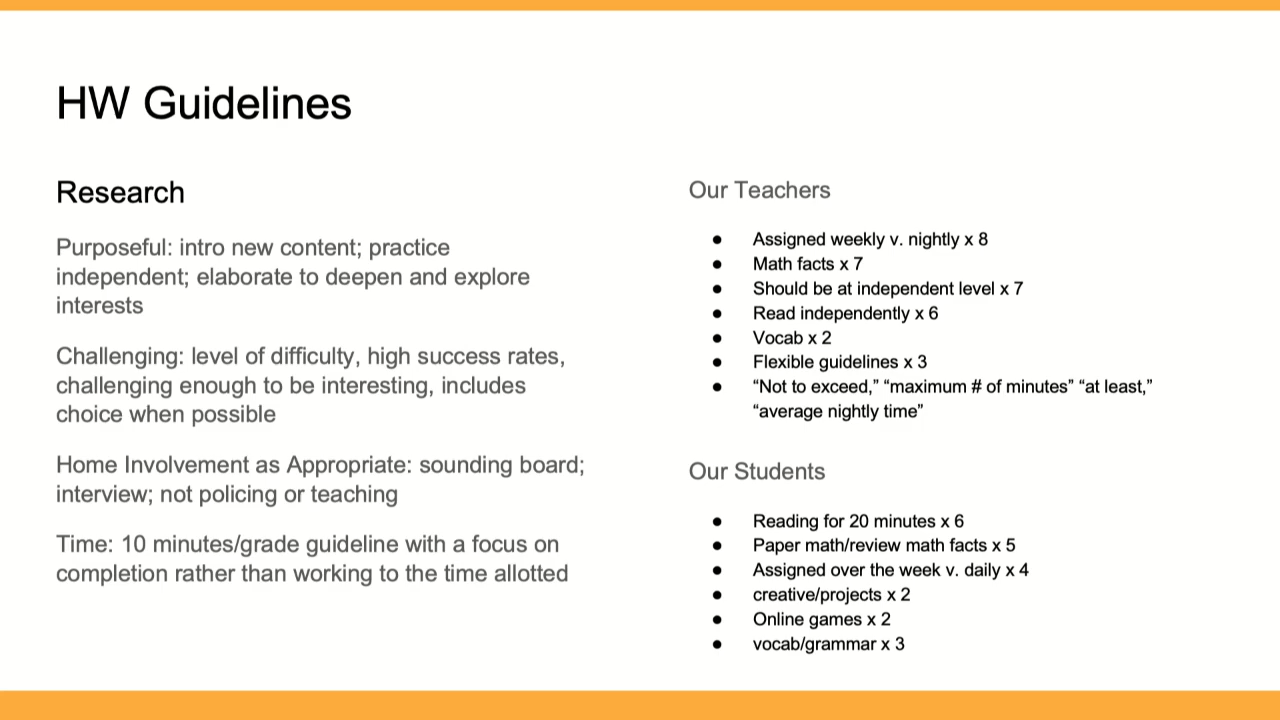 HW Guidelines
Research
Purposeful: intro new content; practice
independent; elaborate to deepen and explore
interests
Challenging: level of difficulty, high success rates,
challenging enough to be interesting, includes
choice when possible
Home Involvement as Appropriate: sounding board;
interview; not policing or teaching
Time: 10 minutes/grade guideline with a focus on
completion rather than working to the time allotted
Our Teachers
● Assigned weekly v. nightly x 8
● Math facts x 7
● Should be at independent level x 7
● Read independently x 6
● Vocab x 2
● Flexible guidelines x 3
● “Not to exceed,” “maximum # of minutes” “at least,”
“average nightly time”
Our Students
● Reading for 20 minutes x 6
● Paper math/review math facts x 5
● Assigned over the week v. daily x 4
● creative/projects x 2
● Online games x 2
● vocab/grammar x 3